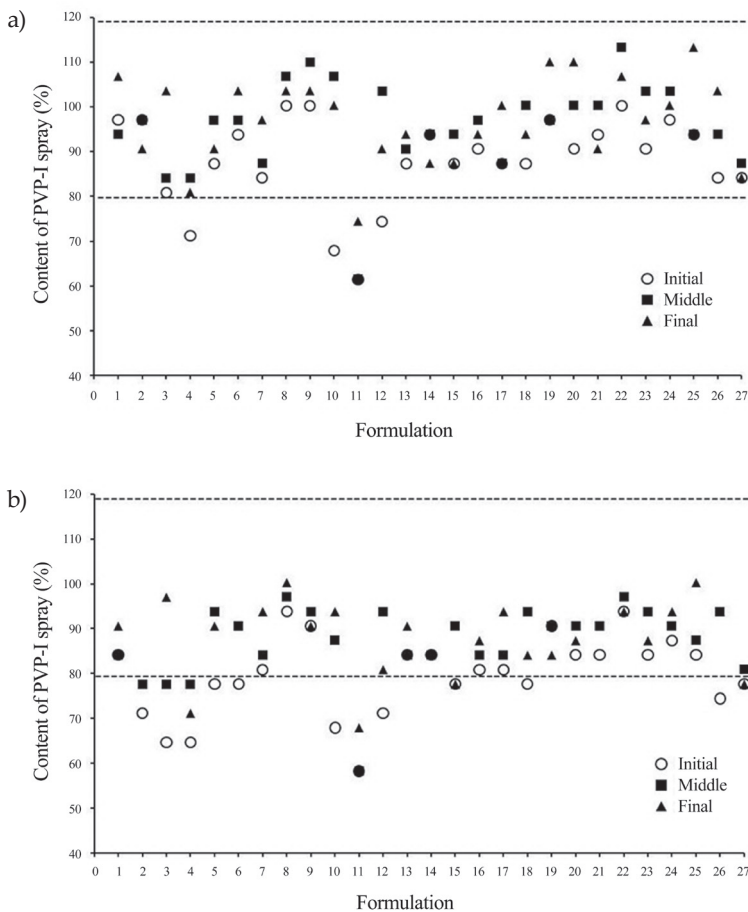 a)
Content of PVP-I spray (%)
120
110
100
90
80
70
60
50
40
0 1 2 3 4 5 6 7 8 9 10 11 12 13 14 15 16 17 18 19 20 21 22 23 24 25 26 27
Formulation
Initial
Middle
Final
b)
Content of PVP-I spray (%)
120
110
100
90
80
70
60
50
40
0 1 2 3 4 5 6 7 8 9 10 11 12 13 14 15 16 17 18 19 20 21 22 23 24 25 26 27
Formulation
Initial
Middle
Final